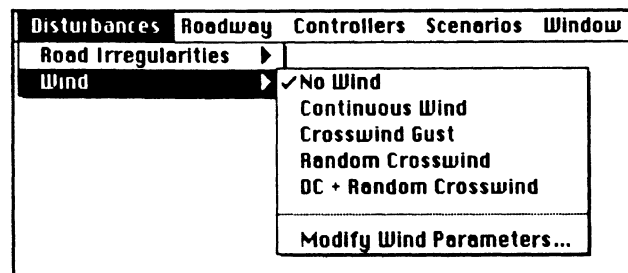 Disturbances Roadway Controllers Scenarios Window
Road Irregularities ▶
Wind ▶
✓No Wind
Continuous Wind
Crosswind Gust
Random Crosswind
DC + Random Crosswind
Modify Wind Parameters...